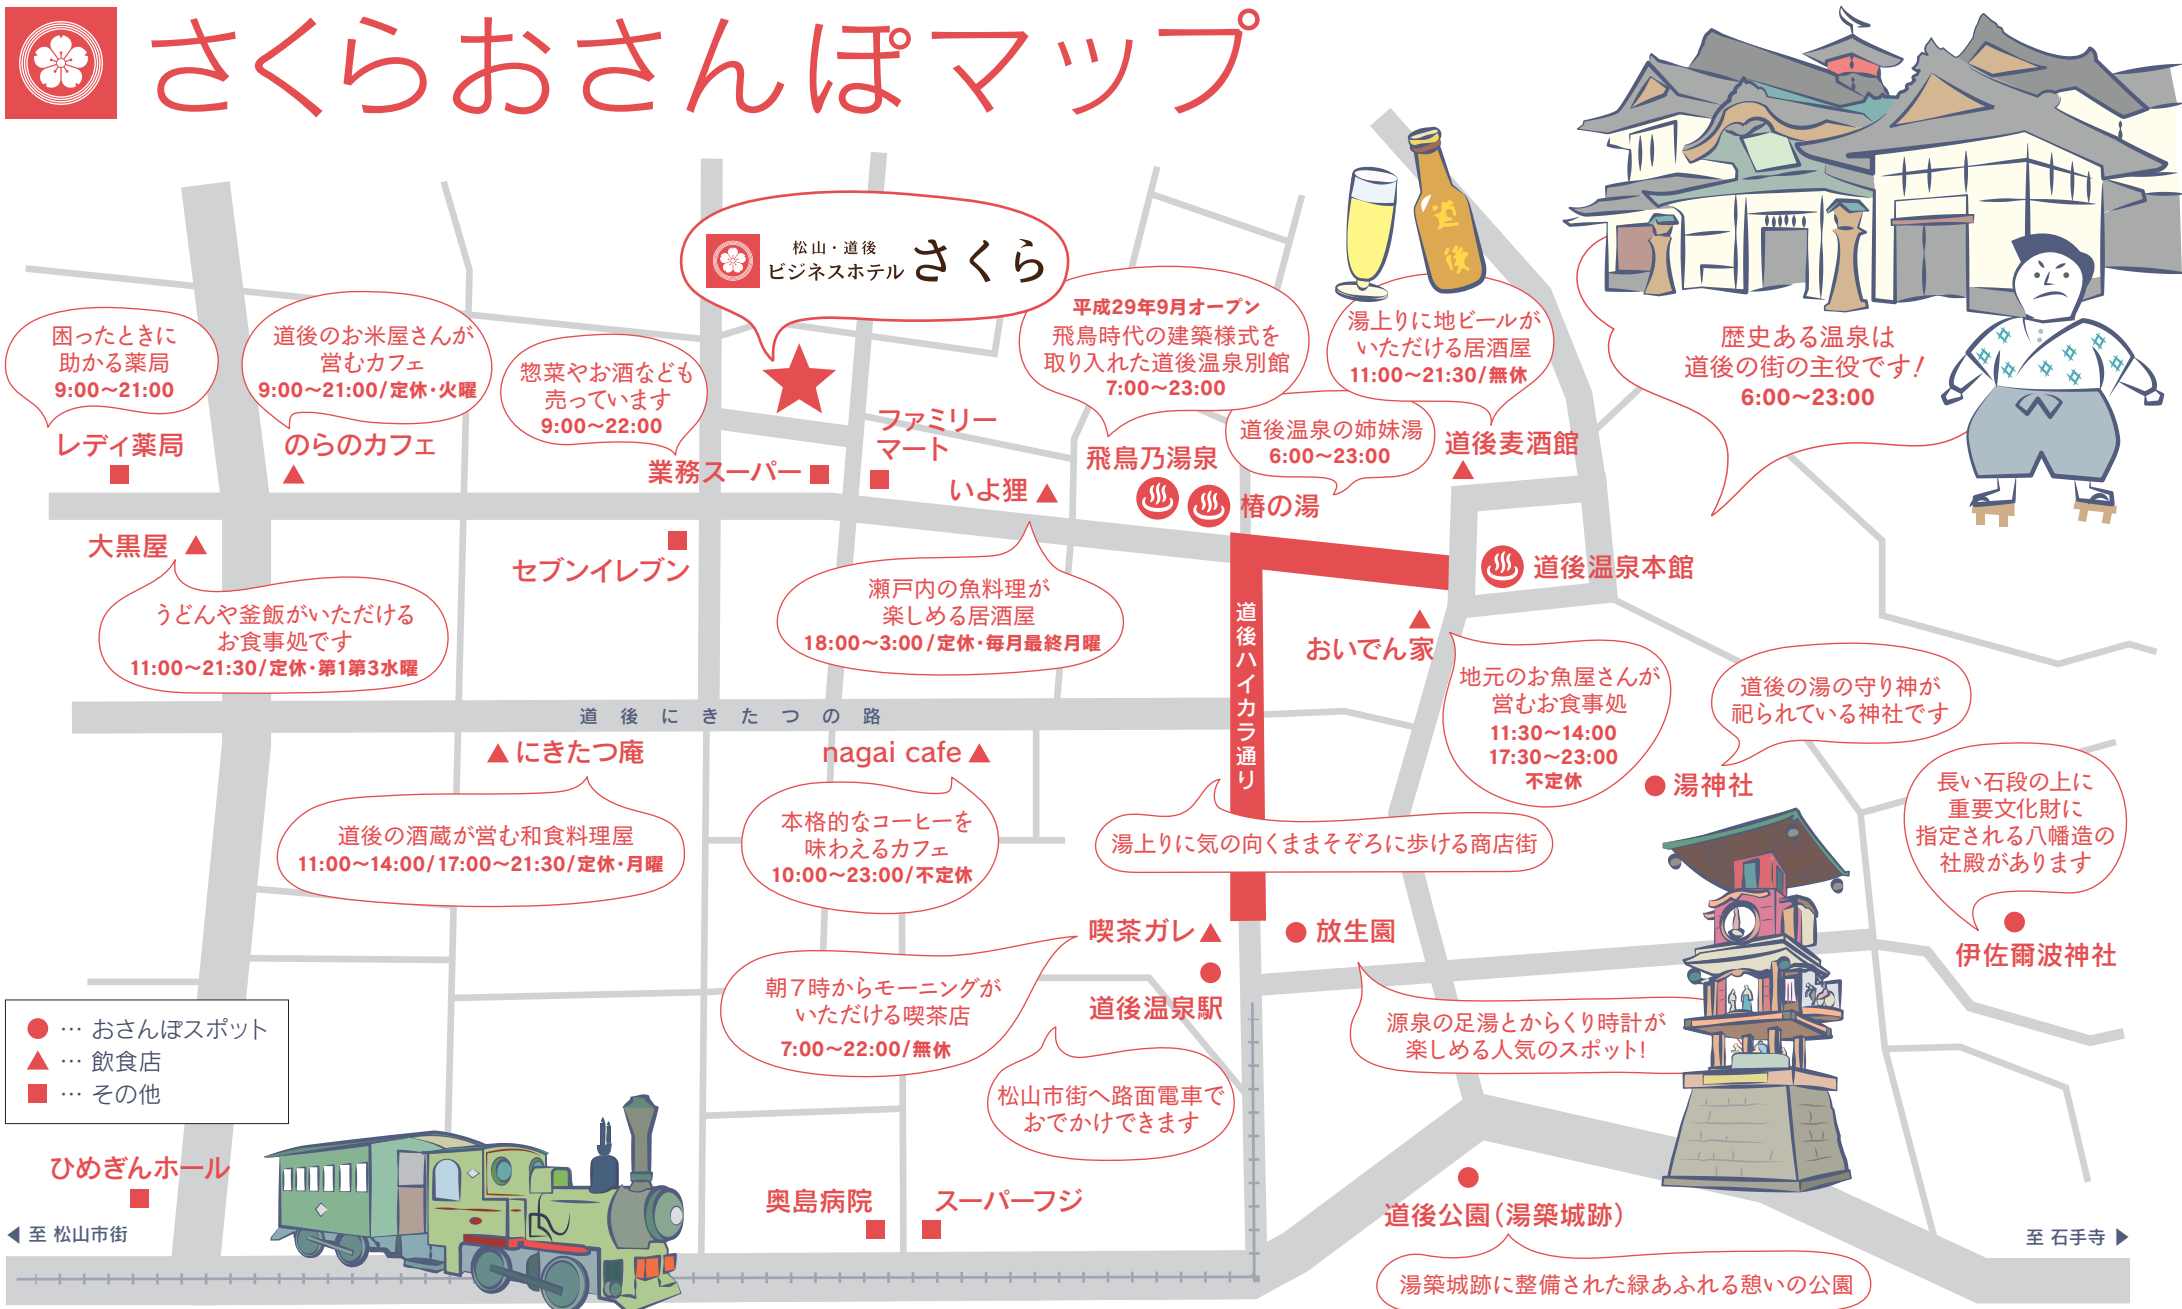 さくらおさんぽマップ
松山・道後
ビジネスホテル さくら
困ったときに
助かる薬局
9:00〜21:00
レディ薬局
道後のお米屋さんが
営むカフェ
9:00〜21:00/定休・火曜
のらのカフェ
惣菜やお酒なども
売っています
9:00〜22:00
業務スーパー
ファミリー
マート
平成29年9月オープン
飛鳥時代の建築様式を
取り入れた道後温泉別館
7:00〜23:00
飛鳥乃湯泉
道後温泉の姉妹湯
6:00〜23:00
椿の湯
道後
湯上りに地ビールが
いただける居酒屋
11:00〜21:30/無休
道後麦酒館
歴史ある温泉は
道後の街の主役です!
6:00〜23:00
道後温泉本館
いよ狸
瀬戸内の魚料理が
楽しめる居酒屋
18:00〜3:00/定休・毎月最終月曜
大黒屋
うどんや釜飯がいただける
お食事処です
11:00〜21:30/定休・第1第3水曜
セブンイレブン
道後ハイカラ通り
おいでん家
地元のお魚屋さんが
営むお食事処
11:30〜14:00
17:30〜23:00
不定休
道後の湯の守り神が
祀られている神社です
湯神社
長い石段の上に
重要文化財に
指定される八幡造の
社殿があります
伊佐爾波神社
道後にきたつの路
にきたつ庵
道後の酒蔵が営む和食料理屋
11:00〜14:00/17:00〜21:30/定休・月曜
nagai cafe
本格的なコーヒーを
味わえるカフェ
10:00〜23:00/不定休
湯上りに気の向くままそぞろに歩ける商店街
喫茶ガレ
朝7時からモーニングが
いただける喫茶店
7:00〜22:00/無休
放生園
源泉の足湯とからくり時計が
楽しめる人気のスポット!
道後温泉駅
松山市街へ路面電車で
おでかけできます
… おさんぽスポット
… 飲食店
… その他
ひめぎんホール
奥島病院
スーパーフジ
道後公園(湯築城跡)
湯築城跡に整備された緑あふれる憩いの公園
至 松山市街
至 石手寺